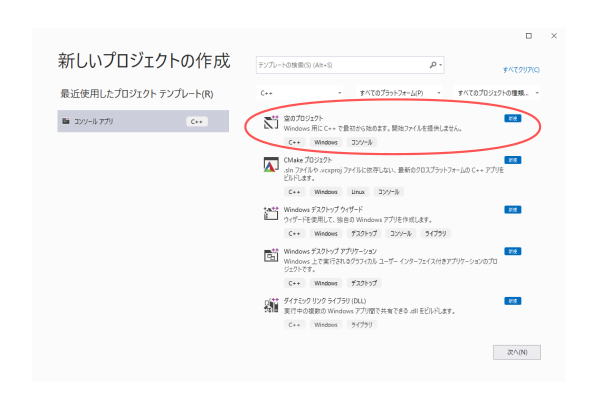 新しいプロジェクトの作成
テンプレートの検索(S) (Alt+S)
すべてクリア(C)
最近使用したプロジェクト テンプレート(R)
C++
すべてのプラットフォーム(P)
すべてのプロジェクトの種類...
コンソール アプリ
C++
空のプロジェクト
新規
Windows 用に C++ で最初から始めます。開始ファイルを提供しません。
C++ Windows コンソール
CMake プロジェクト
新規
.sln ファイルや .vcxproj ファイルに依存しない、最新のクロスプラットフォームの C++ アプリを
ビルドします。
C++ Windows Linux コンソール
Windows デスクトップ ウィザード
新規
ウィザードを使用して、独自の Windows アプリを作成します。
C++ Windows デスクトップ コンソール ライブラリ
Windows デスクトップ アプリケーション
新規
Windows 上で実行されるグラフィカル ユーザー インターフェイス付きアプリケーションのプロ
ジェクトです。
C++ Windows デスクトップ
ダイナミック リンク ライブラリ (DLL)
新規
実行中の複数の Windows アプリ間で共有できる .dll をビルドします。
C++ Windows ライブラリ
次へ(N)